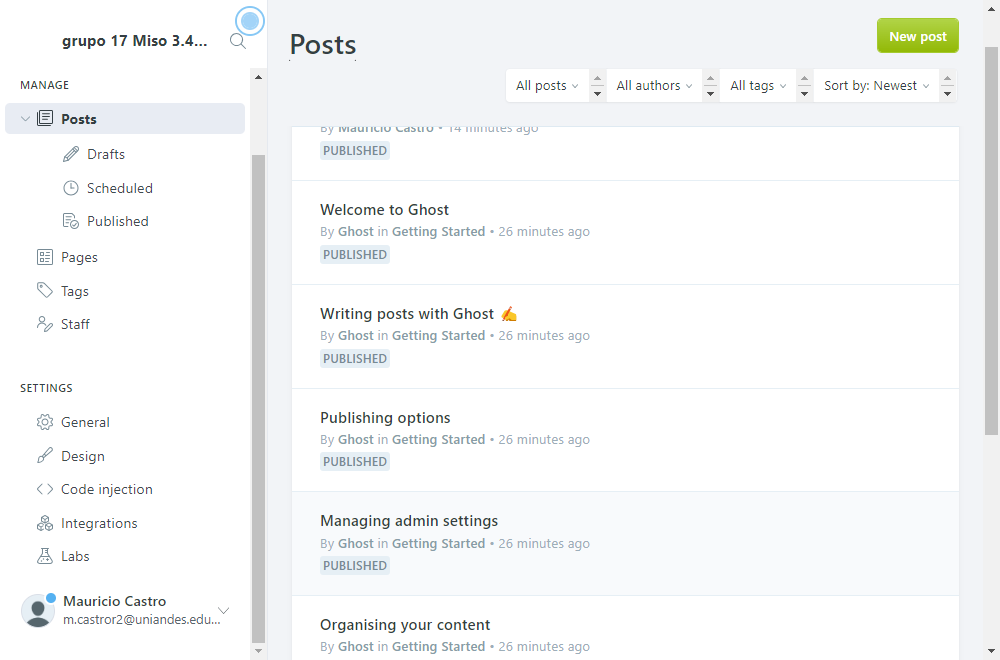 grupo 17 Miso 3.4...
MANAGE
Posts
Drafts
Scheduled
Published
Pages
Tags
Staff
SETTINGS
General
Design
Code injection
Integrations
Labs
Mauricio Castro
m.castror2@uniandes.edu...
Posts
New post
All posts
All authors
All tags
Sort by: Newest
By Mauricio Castro • 14 minutes ago
PUBLISHED
Welcome to Ghost
By Ghost in Getting Started • 26 minutes ago
PUBLISHED
Writing posts with Ghost ✍️
By Ghost in Getting Started • 26 minutes ago
PUBLISHED
Publishing options
By Ghost in Getting Started • 26 minutes ago
PUBLISHED
Managing admin settings
By Ghost in Getting Started • 26 minutes ago
PUBLISHED
Organising your content
By Ghost in Getting Started • 26 minutes ago